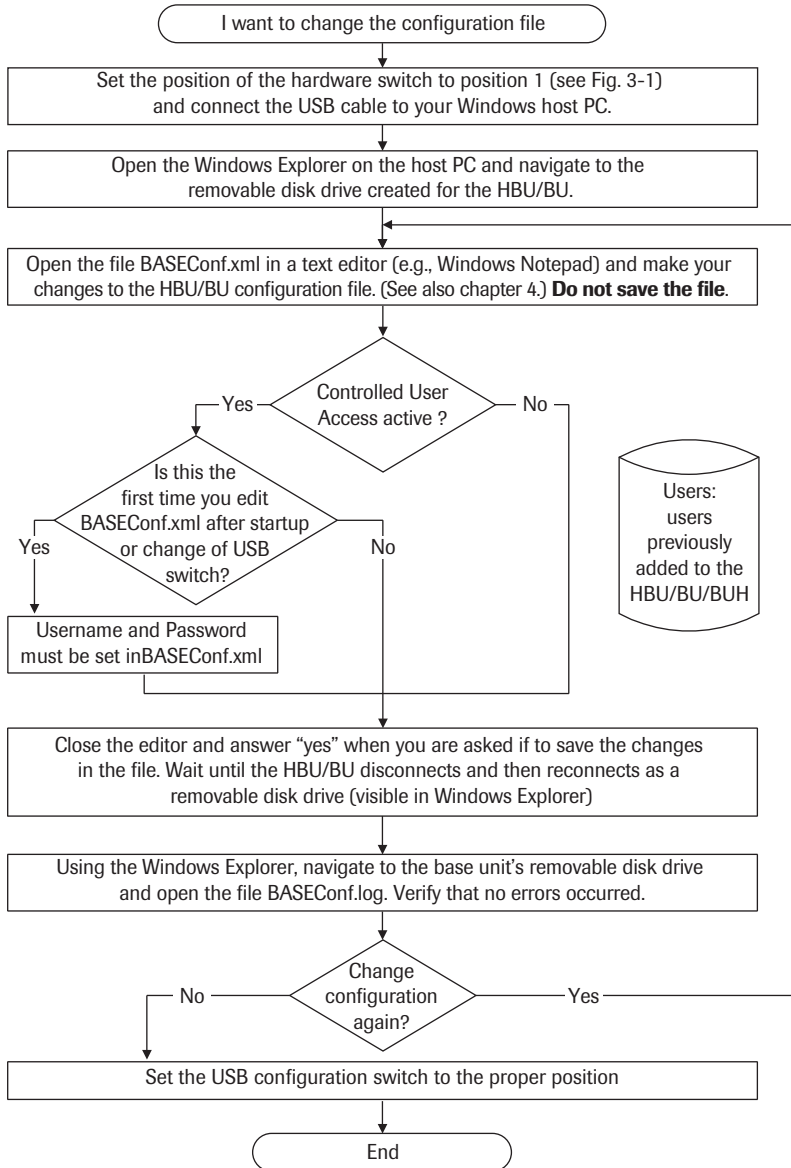 I want to change the configuration file
Set the position of the hardware switch to position 1 (see Fig. 3-1)
and connect the USB cable to your Windows host PC.
Open the Windows Explorer on the host PC and navigate to the
removable disk drive created for the HBU/BU.
Open the file BASEConf.xml in a text editor (e.g., Windows Notepad) and make your
changes to the HBU/BU configuration file. (See also chapter 4.) Do not save the file.
Controlled User
Access active ?
Yes
No
Is this the
first time you edit
BASEConf.xml after startup
or change of USB
switch?
Yes
No
Users:
users
previously
added to the
HBU/BU/BUH
Username and Password
must be set inBASEConf.xml
Close the editor and answer “yes” when you are asked if to save the changes
in the file. Wait until the HBU/BU disconnects and then reconnects as a
removable disk drive (visible in Windows Explorer)
Using the Windows Explorer, navigate to the base unit's removable disk drive
and open the file BASEConf.log. Verify that no errors occurred.
Change
configuration
again?
No
Yes
Set the USB configuration switch to the proper position
End